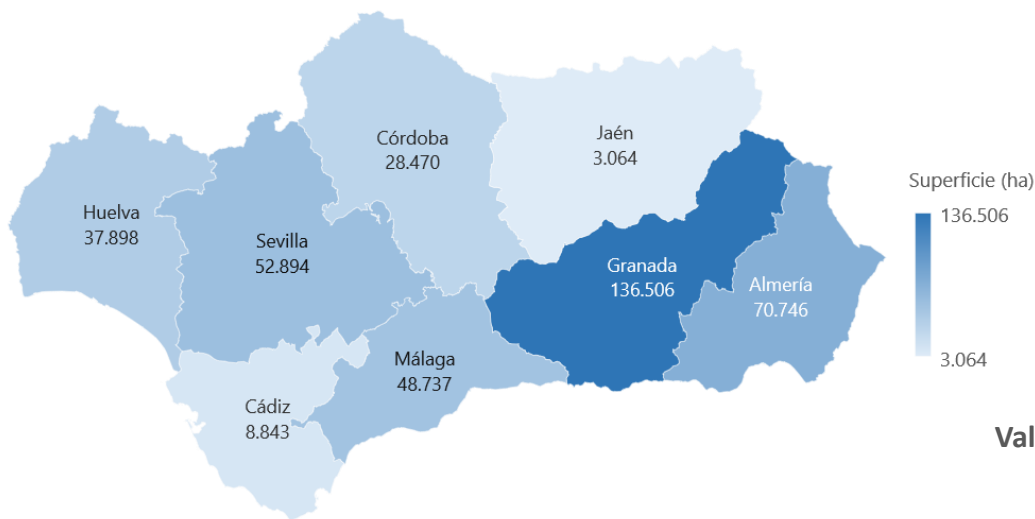 Córdoba
28.470
Jaén
3.064
Huelva
37.898
Sevilla
52.894
Granada
136.506
Almería
70.746
Málaga
48.737
Cádiz
8.843
Superficie (ha)
136.506
3.064
Val